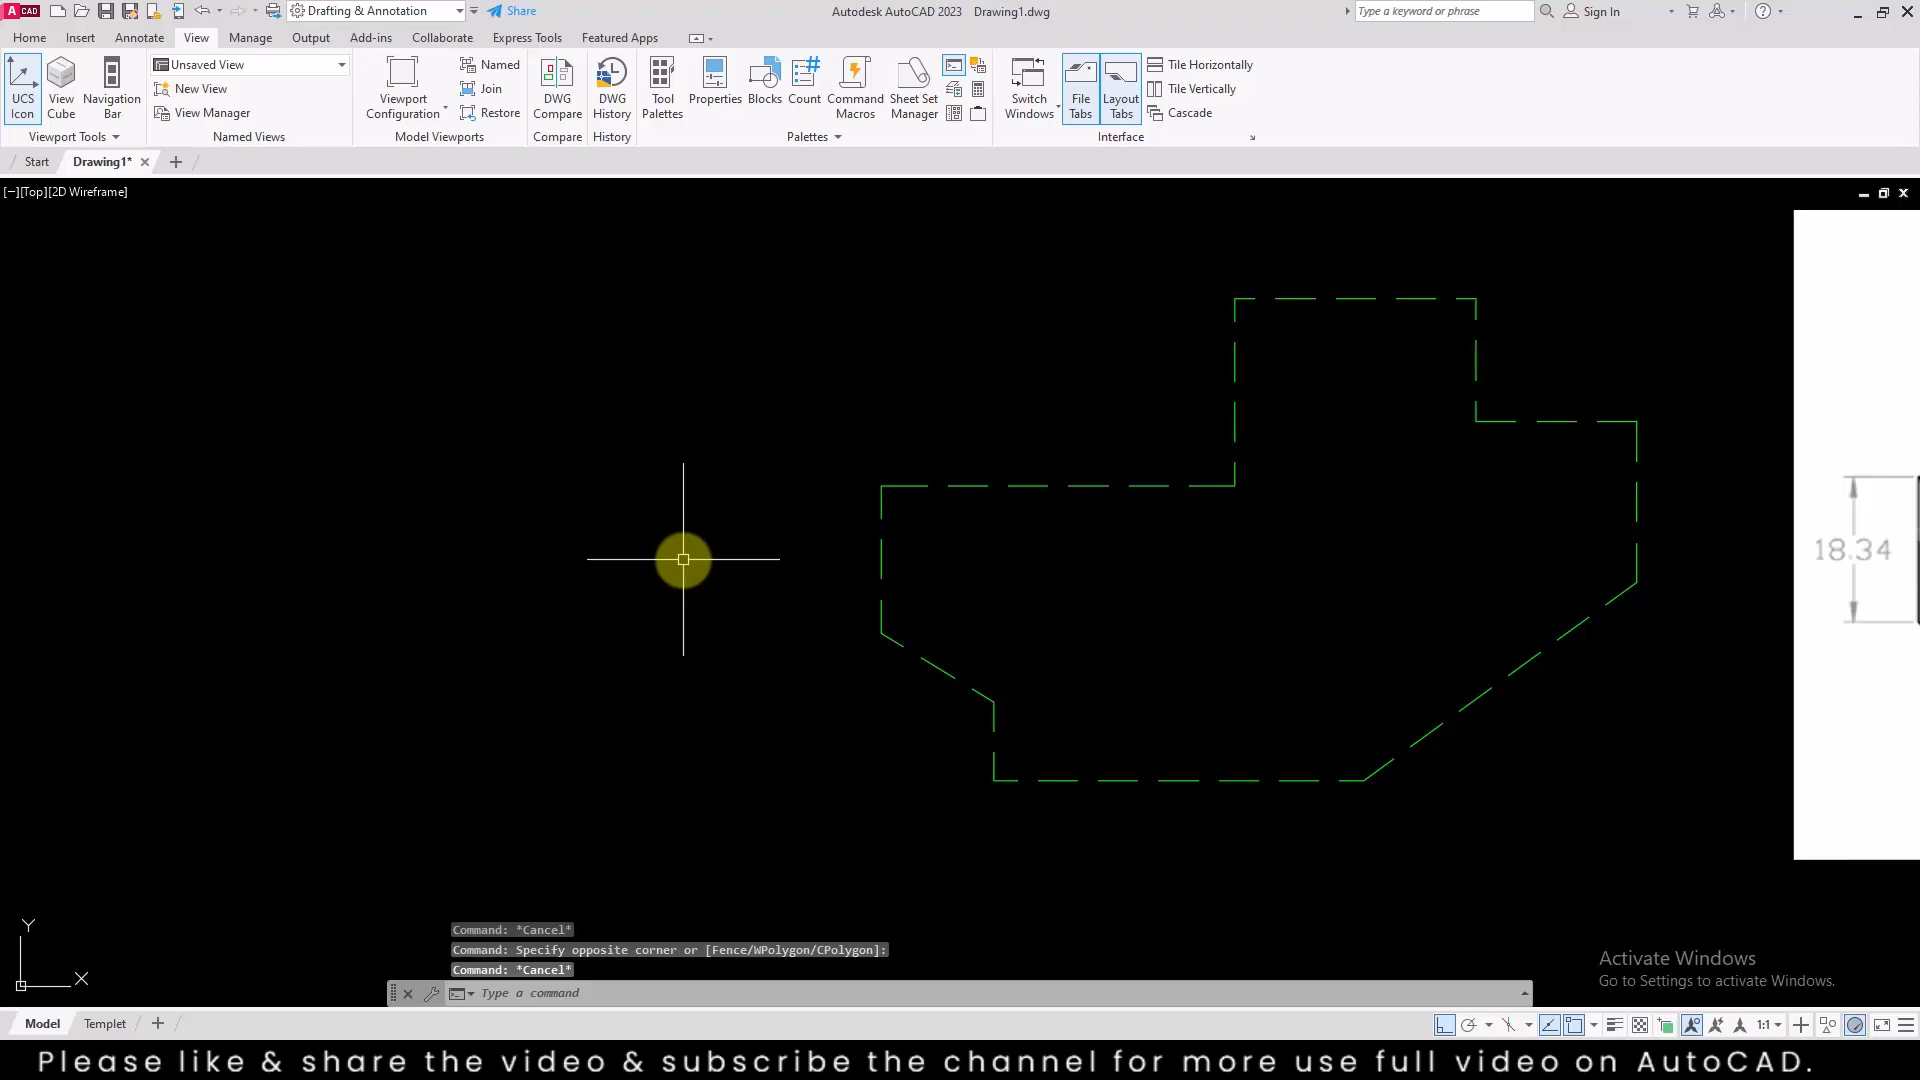 A CAD Drafting & Annotation Share Autodesk AutoCAD 2023 Drawing1.dwg Type a keyword or phrase Sign In
Home Insert Annotate View Manage Output Add-ins Collaborate Express Tools Featured Apps
UCS Icon
View Cube
Navigation Bar
Viewport Tools
Unsaved View
New View
View Manager
Named Views
Viewport Configuration
Named
Join
Restore
Model Viewports
DWG Compare
Compare
DWG History
History
Tool Palettes
Properties
Blocks
Count
Command Macros
Sheet Set Manager
Palettes
Switch Windows
File Tabs
Layout Tabs
Tile Horizontally
Tile Vertically
Cascade
Interface
Start Drawing1*
[−][Top][2D Wireframe]
18.34
Y
X
Command: *Cancel*
Command: Specify opposite corner or [Fence/WPolygon/CPolygon]:
Command: *Cancel*
Type a command
Activate Windows
Go to Settings to activate Windows.
Model Templet 1:1
Please like & share the video & subscribe the channel for more use full video on AutoCAD.